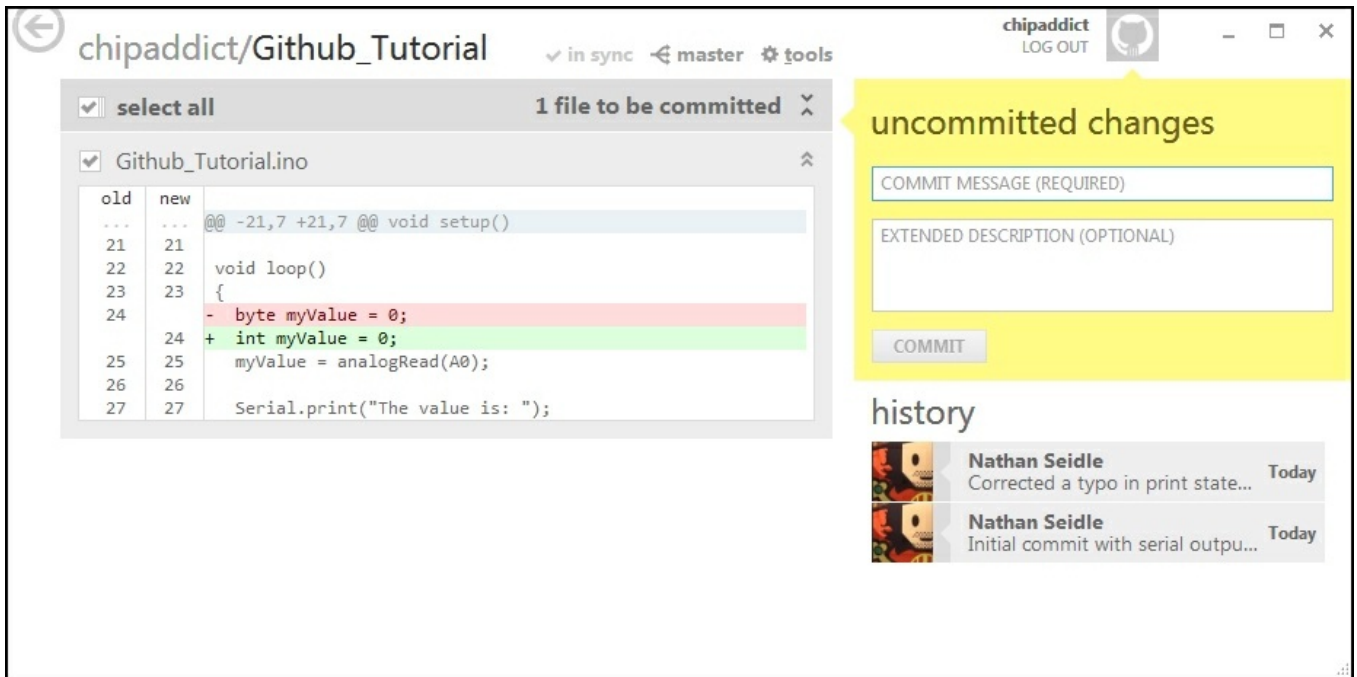 chipaddict/Github_Tutorial
in sync
master
tools
chipaddict
LOG OUT
select all
1 file to be committed
Github_Tutorial.ino
old new
... ... @@ -21,7 +21,7 @@ void setup()
21 21
22 22 void loop()
23 23 {
24 - byte myValue = 0;
24 + int myValue = 0;
25 25 myValue = analogRead(A0);
26 26
27 27 Serial.print("The value is: ");
uncommitted changes
COMMIT MESSAGE (REQUIRED)
EXTENDED DESCRIPTION (OPTIONAL)
COMMIT
history
Nathan Seidle
Corrected a typo in print state...
Today
Nathan Seidle
Initial commit with serial outpu...
Today